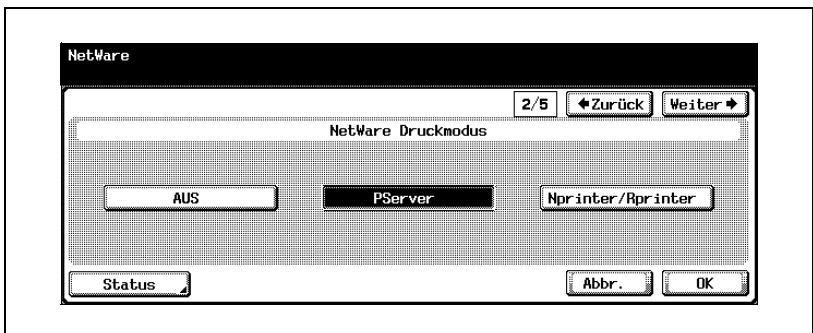 NetWare
2/5 Zurück Weiter
NetWare Druckmodus
AUS PServer Nprinter/Rprinter
Status Abbr. OK